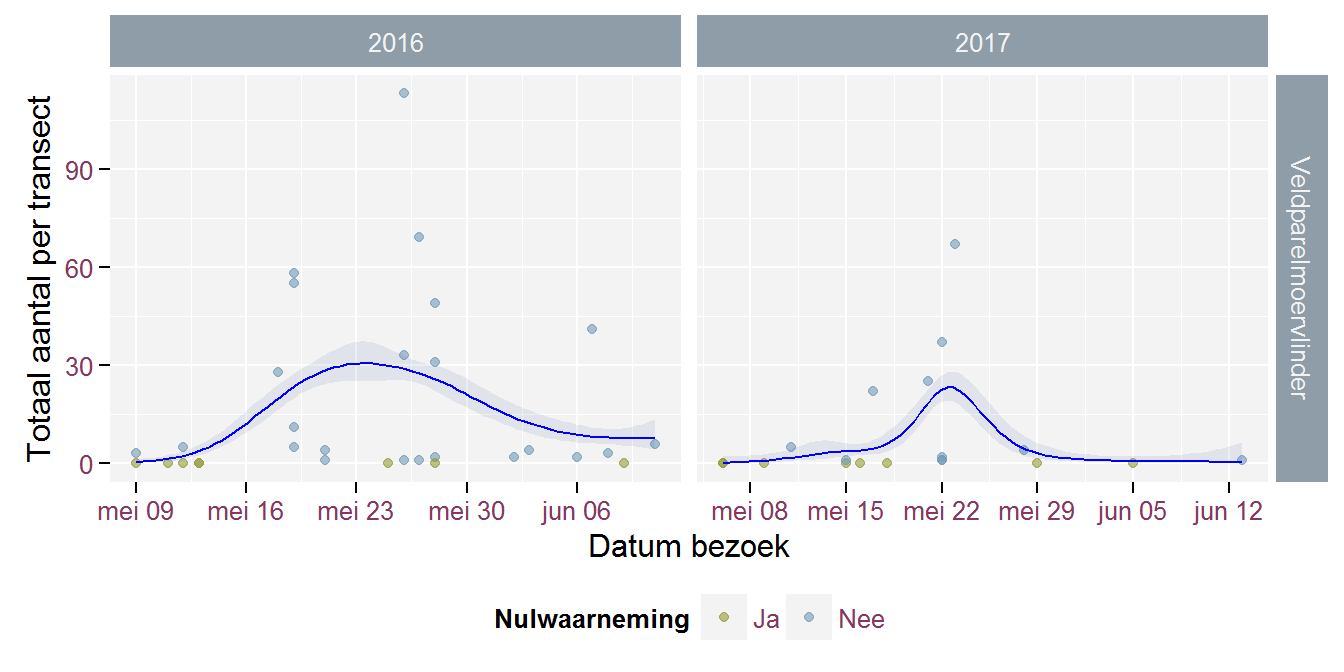 2016 2017
Totaal aantal per transect
90
60
30
0
Veldparelmoervlinder
mei 09 mei 16 mei 23 mei 30 jun 06 mei 08 mei 15 mei 22 mei 29 jun 05 jun 12
Datum bezoek
Nulwaarneming Ja Nee